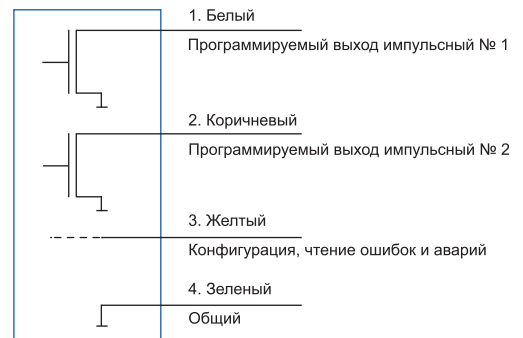 1. Белый
Программируемый выход импульсный № 1
2. Коричневый
Программируемый выход импульсный № 2
3. Желтый
Конфигурация, чтение ошибок и аварий
4. Зеленый
Общий